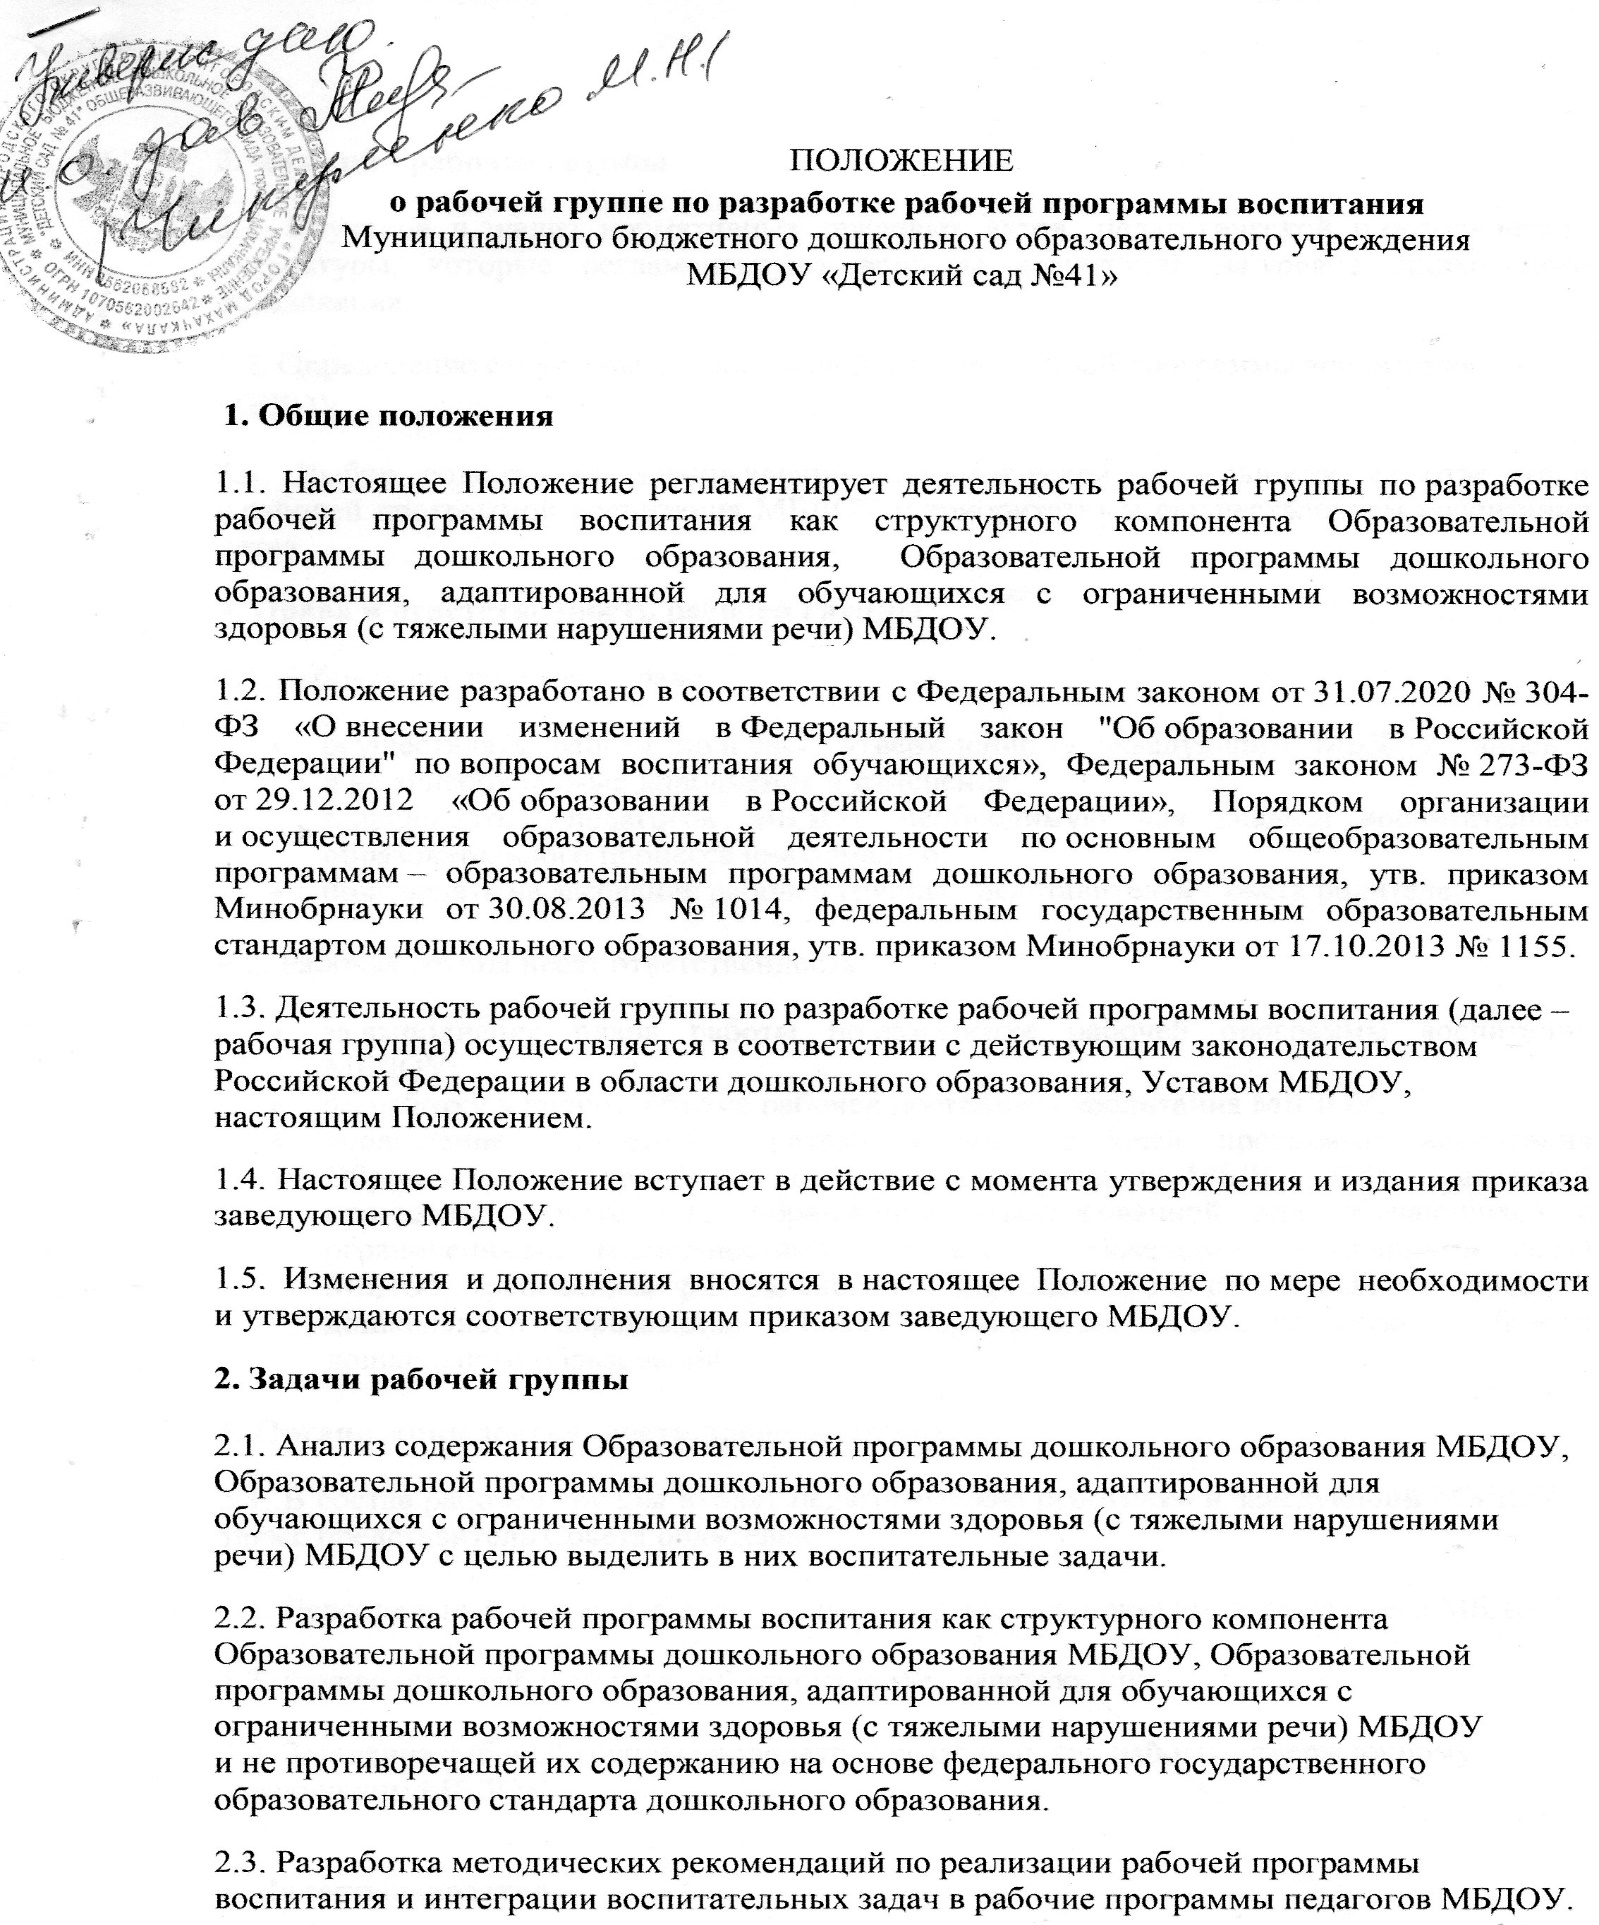 Утверждаю.
и.о. зав
Микерменко М.Н.
ПОЛОЖЕНИЕ
о рабочей группе по разработке рабочей программы воспитания
Муниципального бюджетного дошкольного образовательного учреждения
МБДОУ «Детский сад №41»
1. Общие положения
1.1. Настоящее Положение регламентирует деятельность рабочей группы по разработке
рабочей программы воспитания как структурного компонента Образовательной
программы дошкольного образования, Образовательной программы дошкольного
образования, адаптированной для обучающихся с ограниченными возможностями
здоровья (с тяжелыми нарушениями речи) МБДОУ.
1.2. Положение разработано в соответствии с Федеральным законом от 31.07.2020 № 304-
ФЗ «О внесении изменений в Федеральный закон "Об образовании в Российской
Федерации" по вопросам воспитания обучающихся», Федеральным законом № 273-ФЗ
от 29.12.2012 «Об образовании в Российской Федерации», Порядком организации
и осуществления образовательной деятельности по основным общеобразовательным
программам – образовательным программам дошкольного образования, утв. приказом
Минобрнауки от 30.08.2013 № 1014, федеральным государственным образовательным
стандартом дошкольного образования, утв. приказом Минобрнауки от 17.10.2013 № 1155.
1.3. Деятельность рабочей группы по разработке рабочей программы воспитания (далее –
рабочая группа) осуществляется в соответствии с действующим законодательством
Российской Федерации в области дошкольного образования, Уставом МБДОУ,
настоящим Положением.
1.4. Настоящее Положение вступает в действие с момента утверждения и издания приказа
заведующего МБДОУ.
1.5. Изменения и дополнения вносятся в настоящее Положение по мере необходимости
и утверждаются соответствующим приказом заведующего МБДОУ.
2. Задачи рабочей группы
2.1. Анализ содержания Образовательной программы дошкольного образования МБДОУ,
Образовательной программы дошкольного образования, адаптированной для
обучающихся с ограниченными возможностями здоровья (с тяжелыми нарушениями
речи) МБДОУ с целью выделить в них воспитательные задачи.
2.2. Разработка рабочей программы воспитания как структурного компонента
Образовательной программы дошкольного образования МБДОУ, Образовательной
программы дошкольного образования, адаптированной для обучающихся с
ограниченными возможностями здоровья (с тяжелыми нарушениями речи) МБДОУ
и не противоречащей их содержанию на основе федерального государственного
образовательного стандарта дошкольного образования.
2.3. Разработка методических рекомендаций по реализации рабочей программы
воспитания и интеграции воспитательных задач в рабочие программы педагогов МБДОУ.